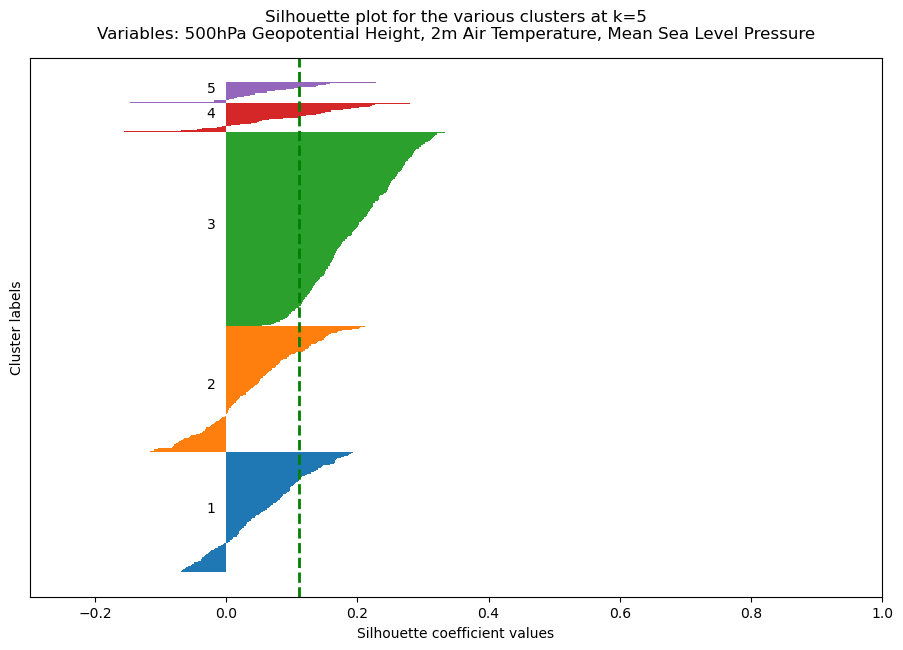 Silhouette plot for the various clusters at k=5
Variables: 500hPa Geopotential Height, 2m Air Temperature, Mean Sea Level Pressure
Cluster labels
5
4
3
2
1
−0.2 0.0 0.2 0.4 0.6 0.8 1.0
Silhouette coefficient values